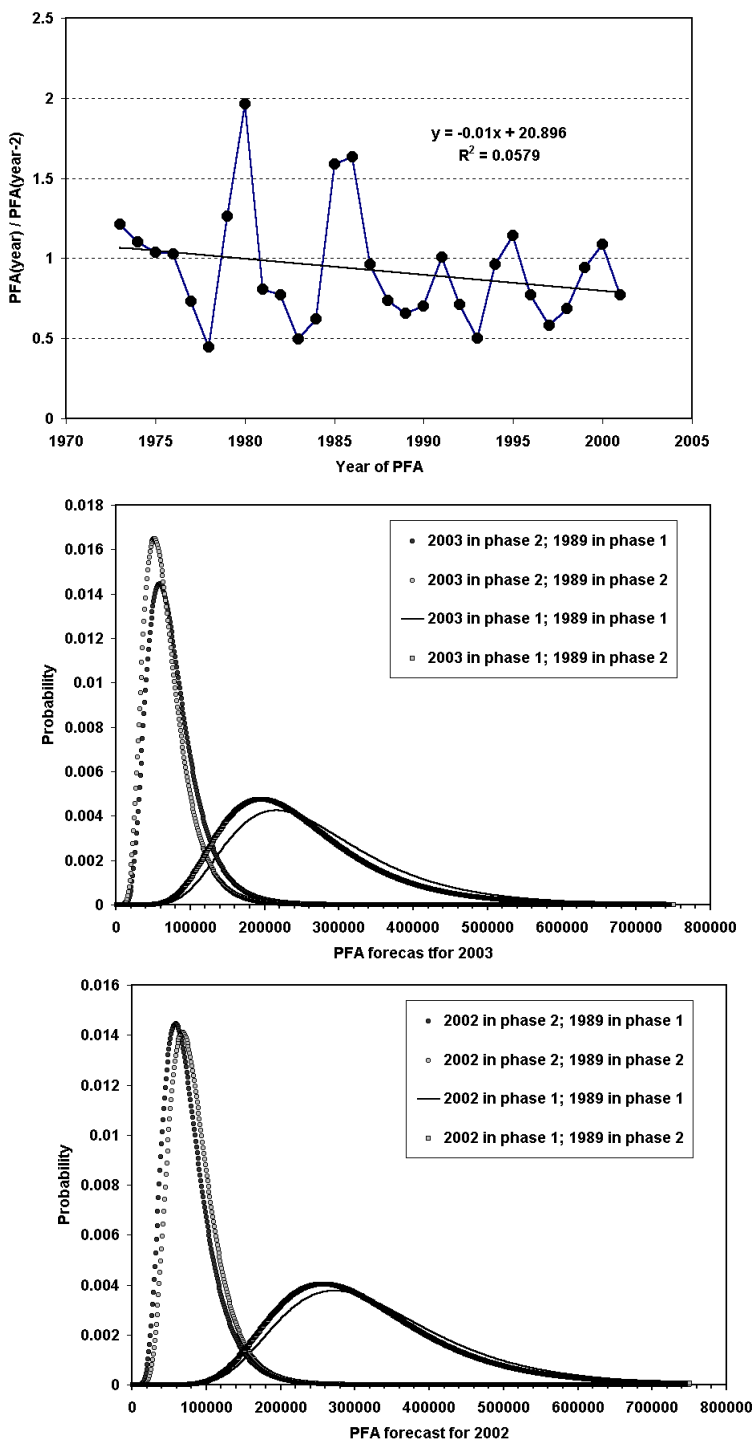 2.5
2
1.5
1
0.5
0
PFA(year) / PFA(year-2)
y = -0.01x + 20.896
R² = 0.0579
1970 1975 1980 1985 1990 1995 2000 2005
Year of PFA
0.018
0.016
0.014
0.012
0.01
0.008
0.006
0.004
0.002
0
Probability
2003 in phase 2; 1989 in phase 1
2003 in phase 2; 1989 in phase 2
2003 in phase 1; 1989 in phase 1
2003 in phase 1; 1989 in phase 2
0 100000 200000 300000 400000 500000 600000 700000 800000
PFA forecas tfor 2003
0.016
0.014
0.012
0.01
0.008
0.006
0.004
0.002
0
Probability
2002 in phase 2; 1989 in phase 1
2002 in phase 2; 1989 in phase 2
2002 in phase 1; 1989 in phase 1
2002 in phase 1; 1989 in phase 2
0 100000 200000 300000 400000 500000 600000 700000 800000
PFA forecast for 2002